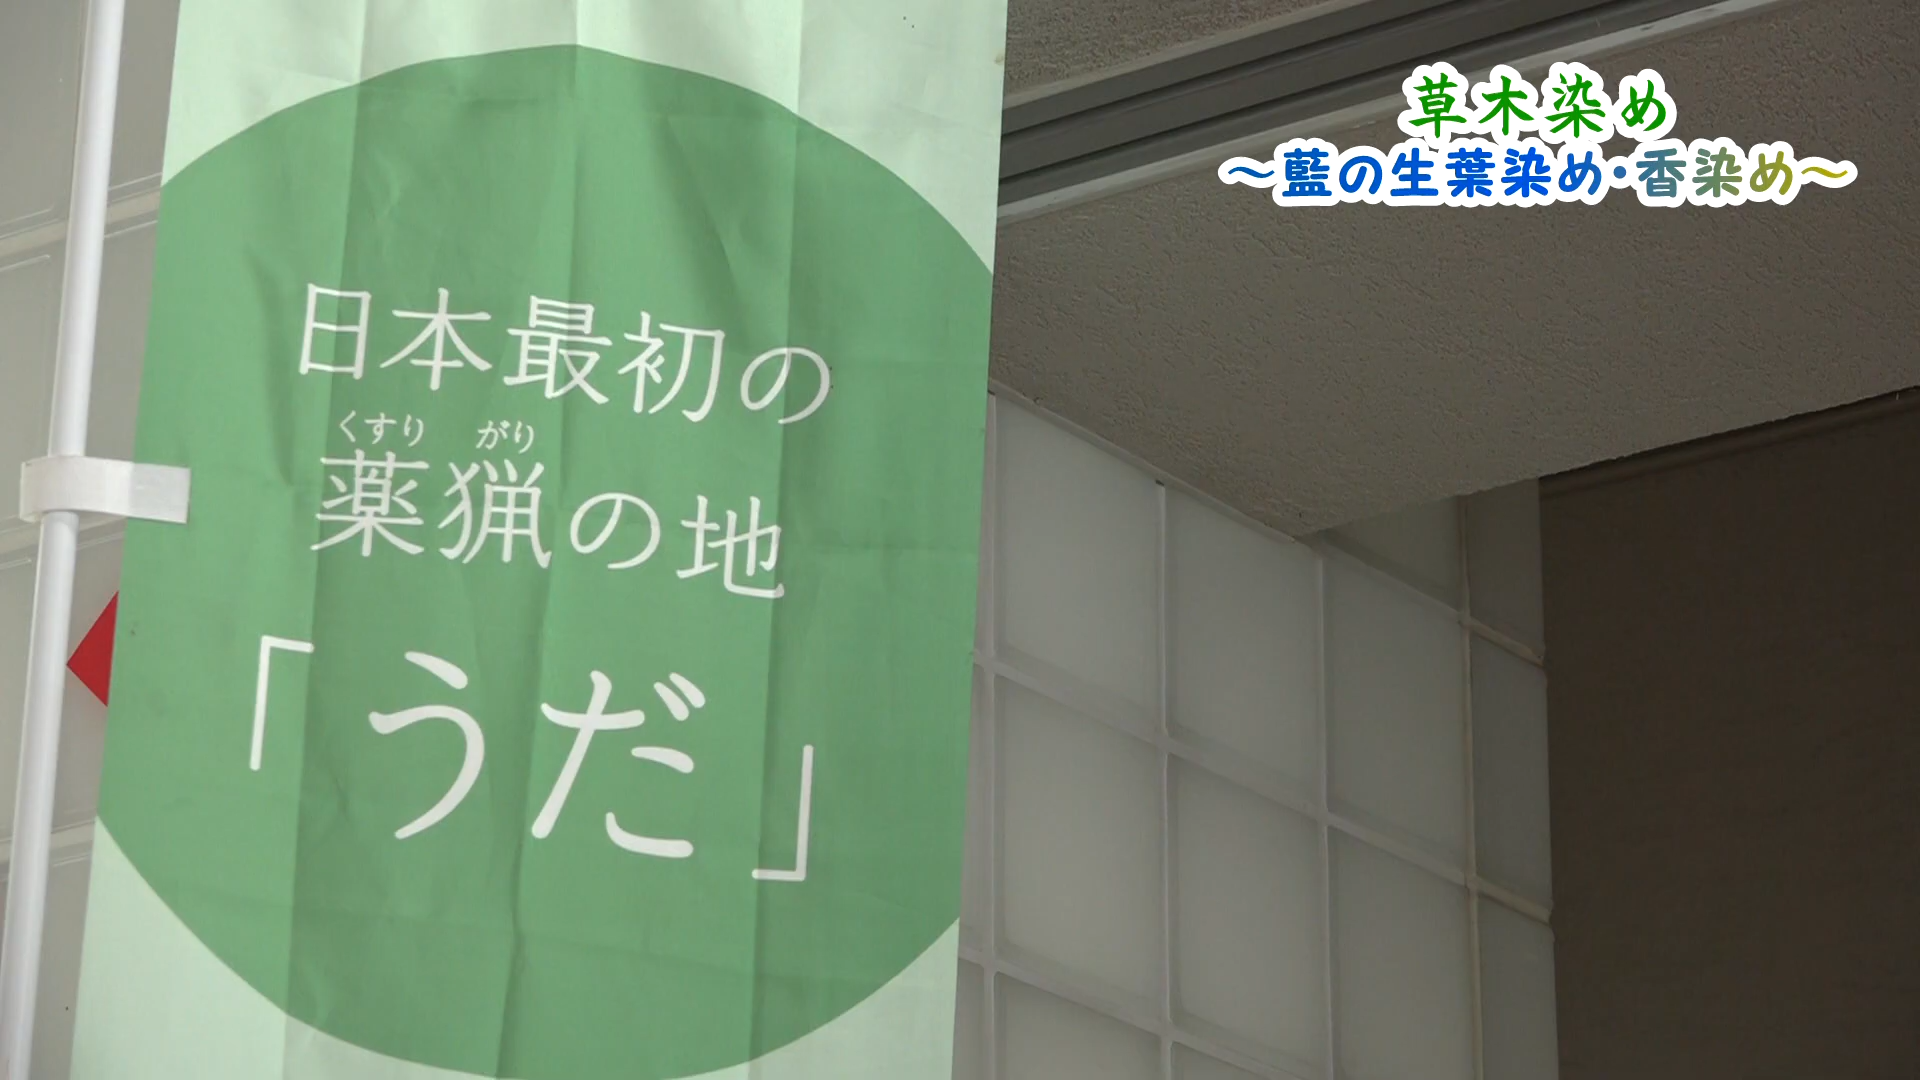 草木染め
～藍の生葉染め・香染め～
日本最初の
くすり がり
薬猟の地
「うだ」